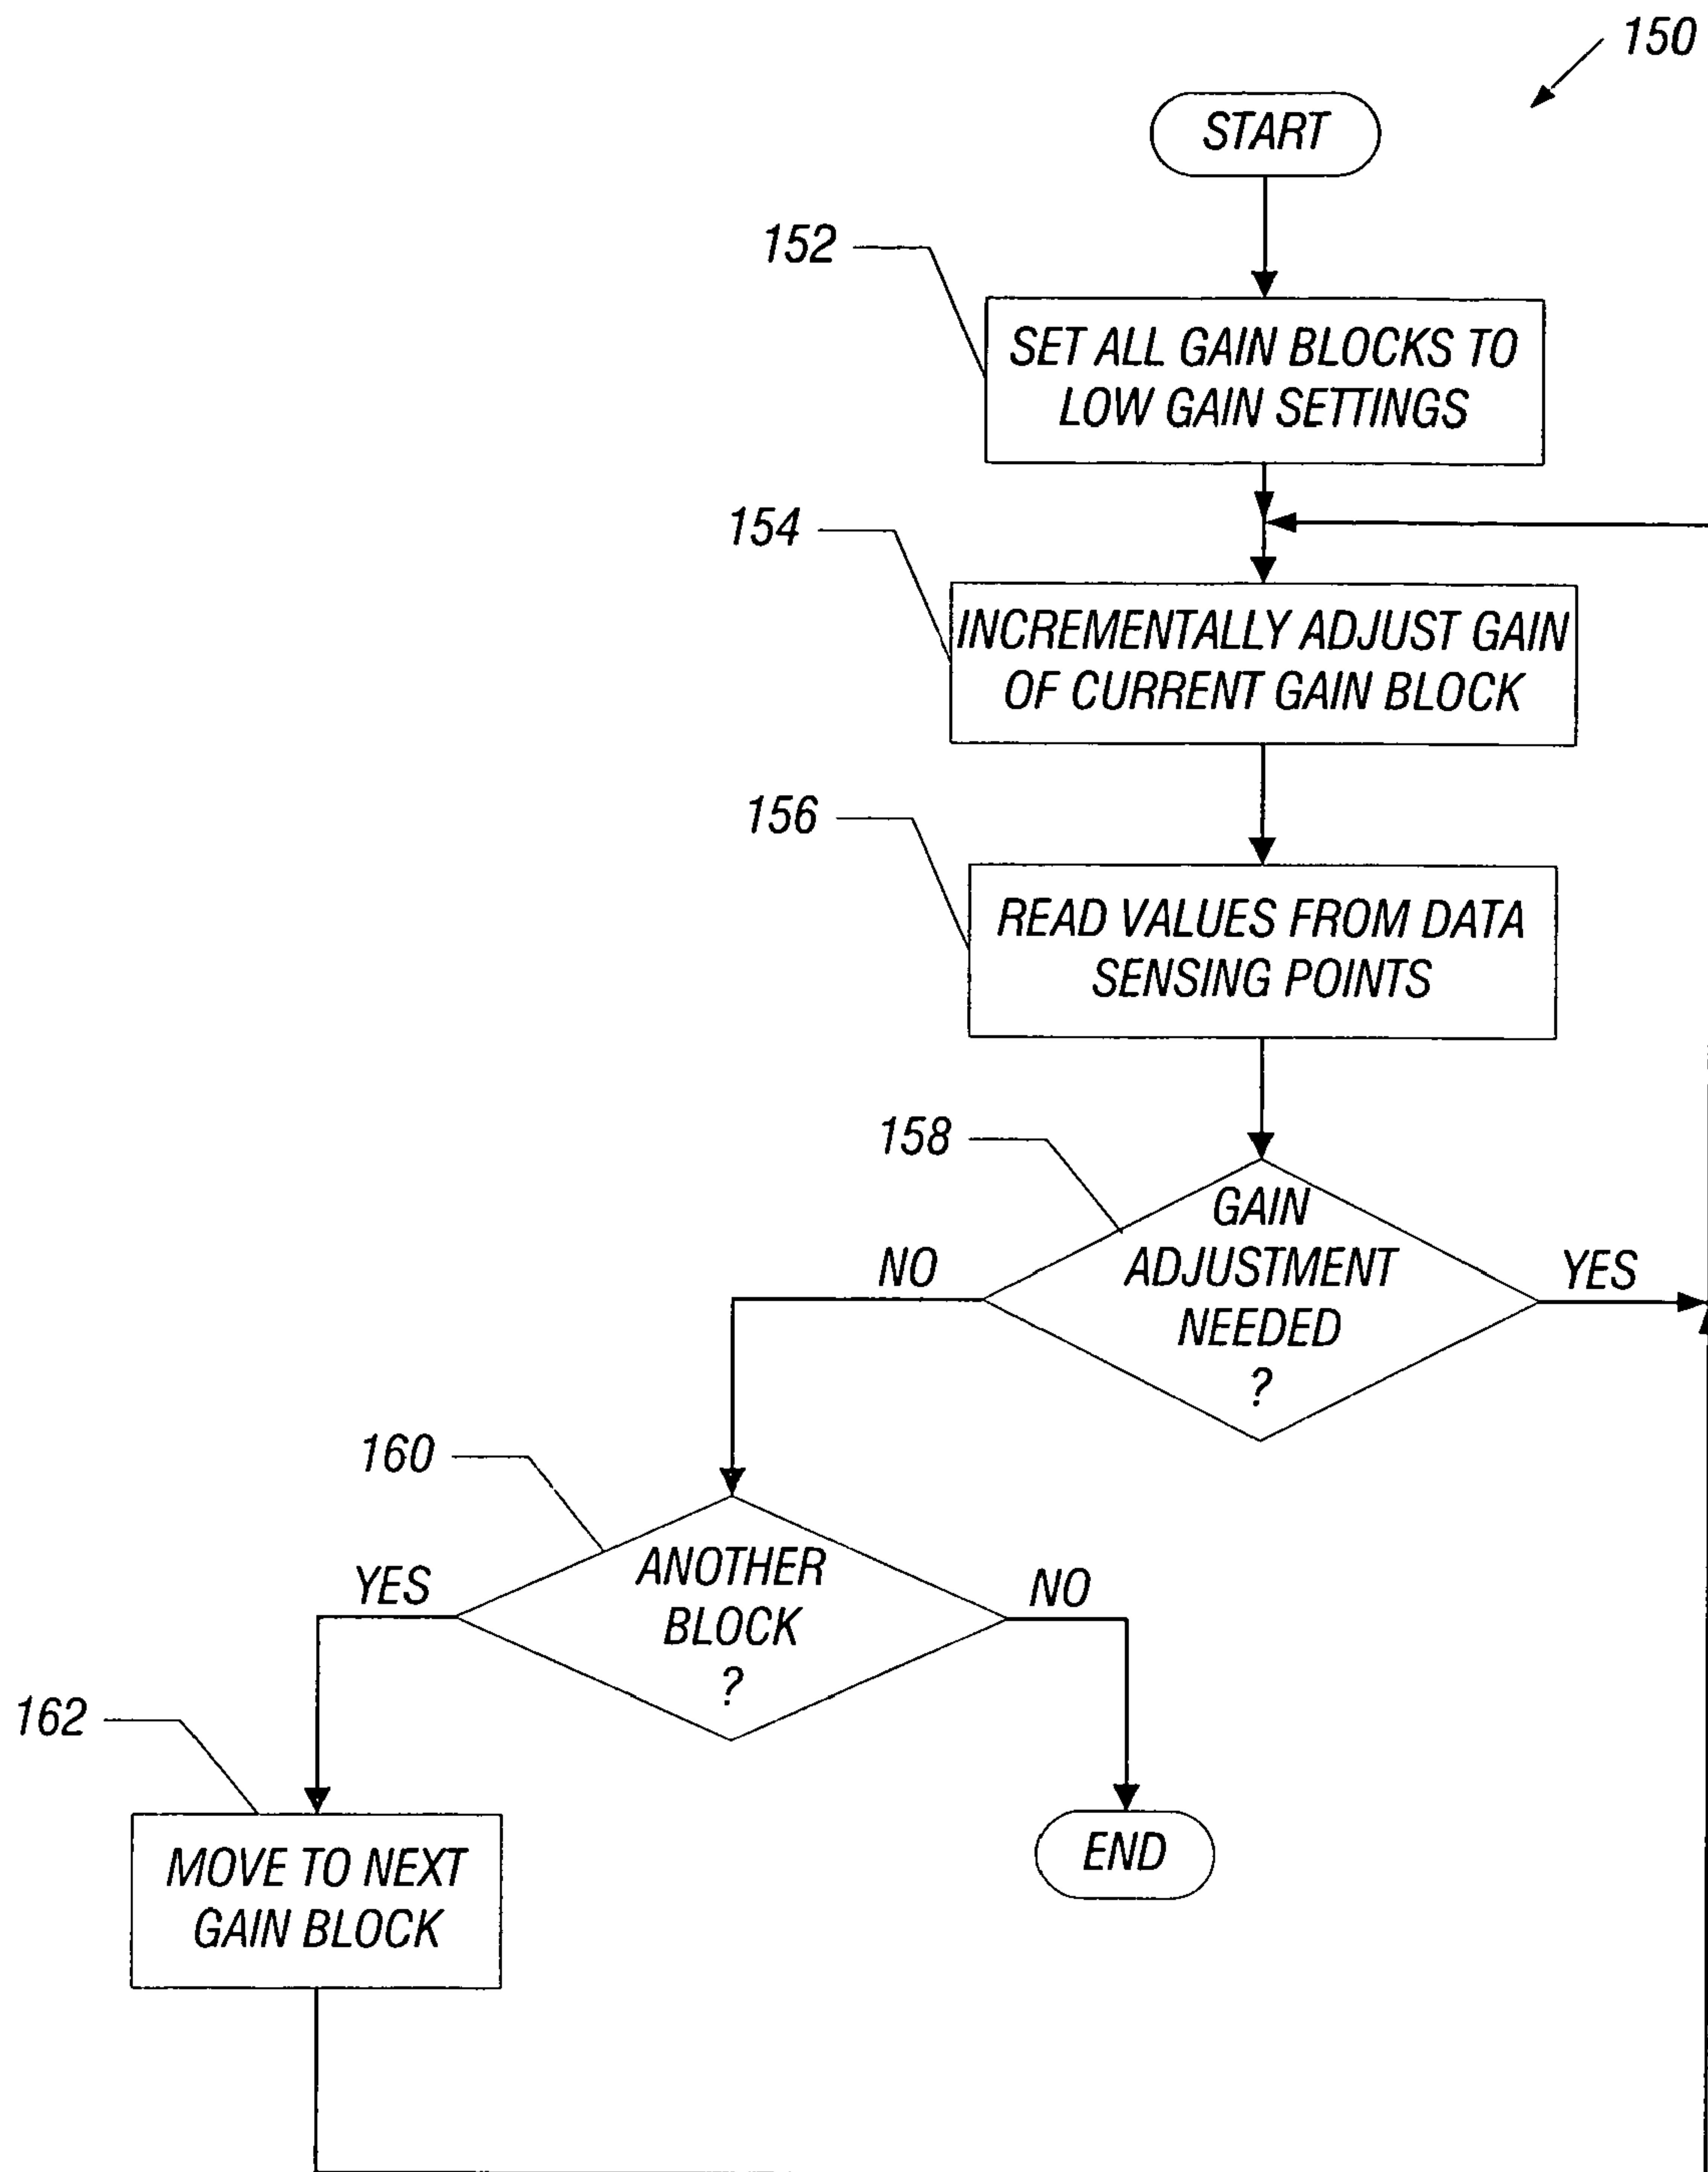 150
START
152
SET ALL GAIN BLOCKS TO
LOW GAIN SETTINGS
154
INCREMENTALLY ADJUST GAIN
OF CURRENT GAIN BLOCK
156
READ VALUES FROM DATA
SENSING POINTS
158
GAIN
ADJUSTMENT
NEEDED
?
NO
YES
160
ANOTHER
BLOCK
?
YES
NO
162
MOVE TO NEXT
GAIN BLOCK
END